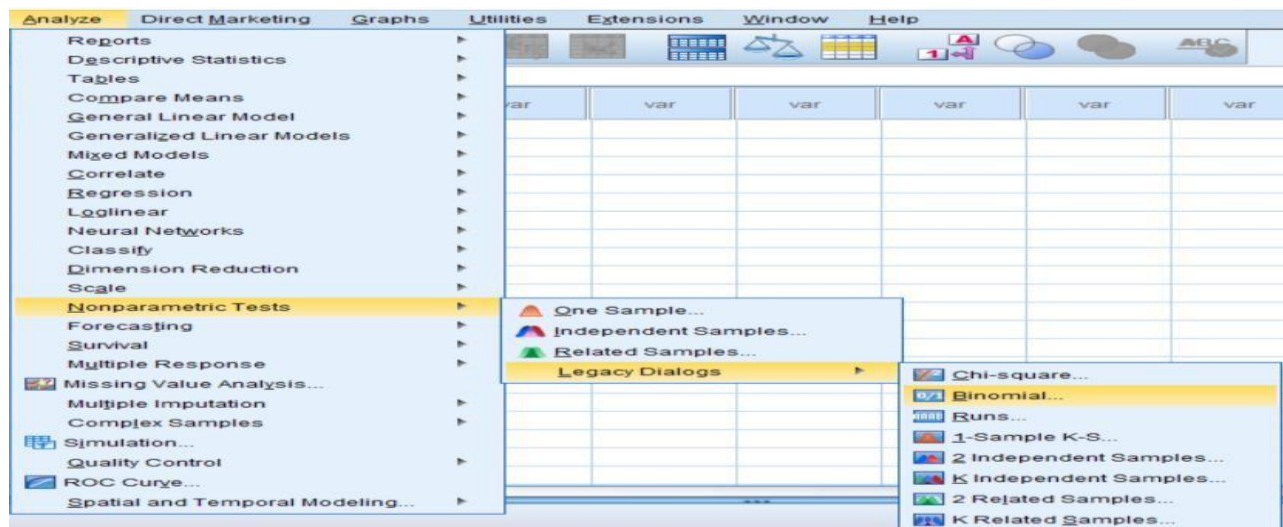 Analyze Direct Marketing Graphs Utilities Extensions Window Help
Reports
Descriptive Statistics
Tables
Compare Means
General Linear Model
Generalized Linear Models
Mixed Models
Correlate
Regression
Loglinear
Neural Networks
Classify
Dimension Reduction
Scale
Nonparametric Tests
Forecasting
Survival
Multiple Response
Missing Value Analysis...
Multiple Imputation
Complex Samples
Simulation...
Quality Control
ROC Curve...
Spatial and Temporal Modeling...
A
1
ABC
var var var var var var
One Sample...
Independent Samples...
Related Samples...
Legacy Dialogs
Chi-square...
0/1 Binomial...
Runs...
1-Sample K-S...
2 Independent Samples...
K Independent Samples...
2 Related Samples...
K Related Samples...